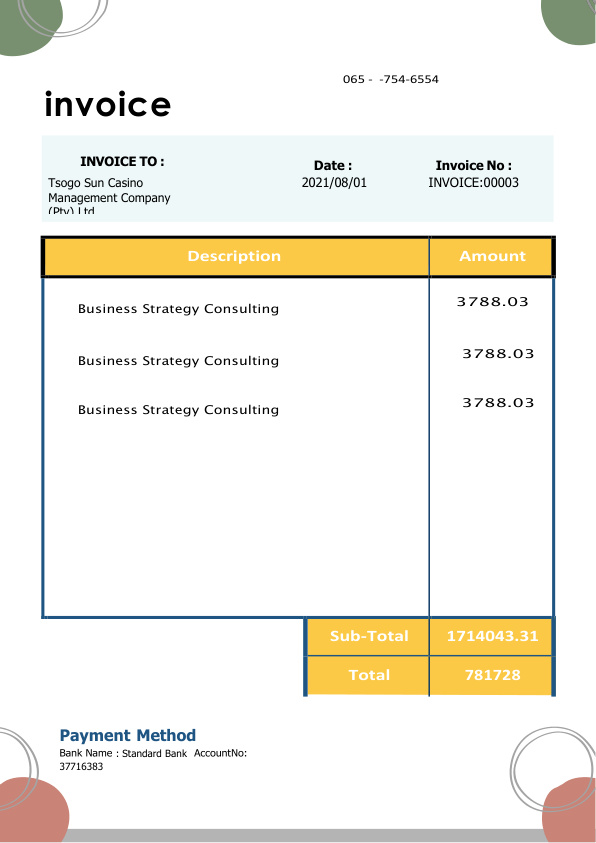 065 -  -754-6554
invoice
INVOICE TO :
Tsogo Sun Casino
Management Company
(Pty) Ltd
Date :
2021/08/01
Invoice No :
INVOICE:00003
Description Amount
Business Strategy Consulting 3788.03
Business Strategy Consulting 3788.03
Business Strategy Consulting 3788.03
Sub-Total 1714043.31
Total 781728
Payment Method
Bank Name : Standard Bank AccountNo:
37716383